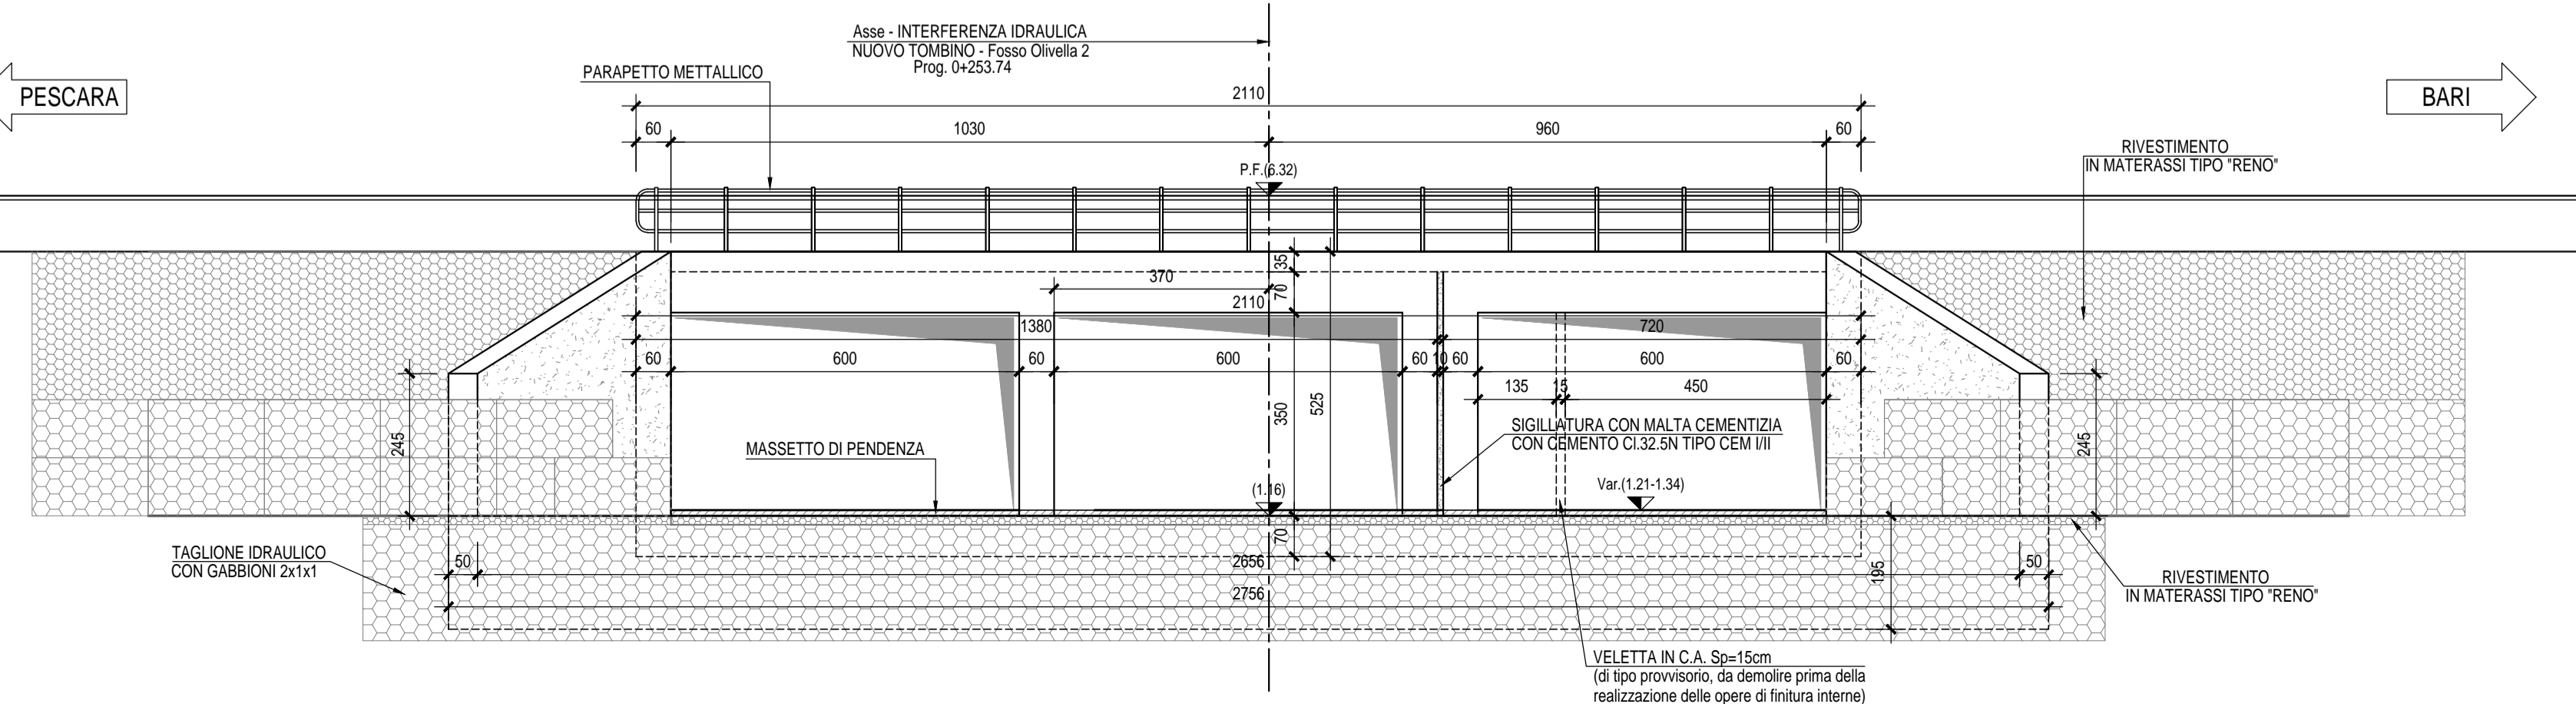 Asse - INTERFERENZA IDRAULICA
NUOVO TOMBINO - Fosso Olivella 2
Prog. 0+253.74
PARAPETTO METTALLICO
PESCARA
BARI
2110
60
1030
960
60
RIVESTIMENTO
IN MATERASSI TIPO "RENO"
P.F.(6.32)
35
370
70
2110
1380
720
60
600
60
600
60
10
60
600
60
135
15
450
350
525
245
245
SIGILLATURA CON MALTA CEMENTIZIA
CON CEMENTO Cl.32.5N TIPO CEM I/II
MASSETTO DI PENDENZA
(1.16)
Var.(1.21-1.34)
70
TAGLIONE IDRAULICO
CON GABBIONI 2x1x1
50
2656
50
195
2756
RIVESTIMENTO
IN MATERASSI TIPO "RENO"
VELETTA IN C.A. Sp=15cm
(di tipo provvisorio, da demolire prima della
realizzazione delle opere di finitura interne)